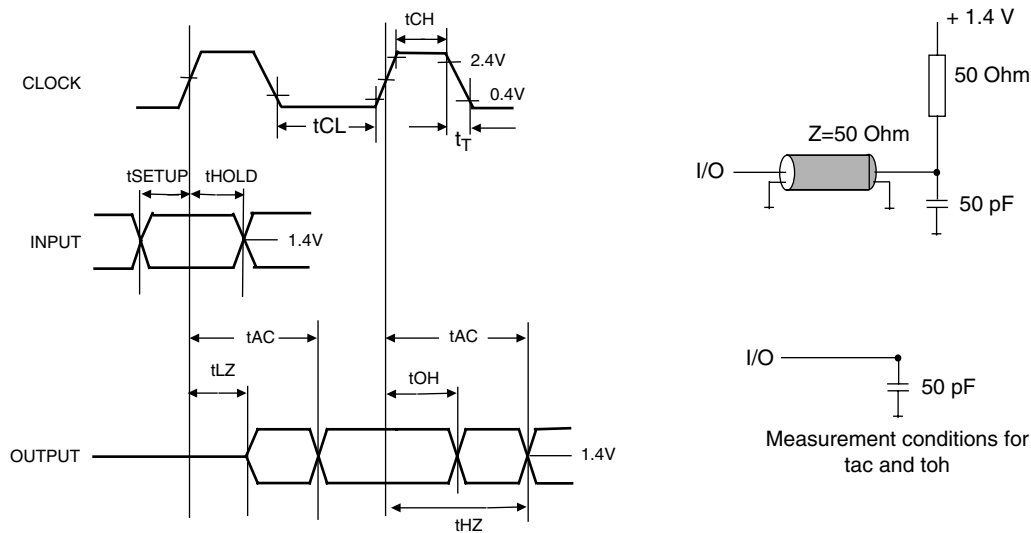 tCH
2.4V
CLOCK
0.4V
tCL
tT
tSETUP
tHOLD
INPUT
1.4V
tAC
tAC
tLZ
tOH
OUTPUT
1.4V
tHZ
+ 1.4 V
50 Ohm
Z=50 Ohm
I/O
50 pF
I/O
50 pF
Measurement conditions for
tac and toh